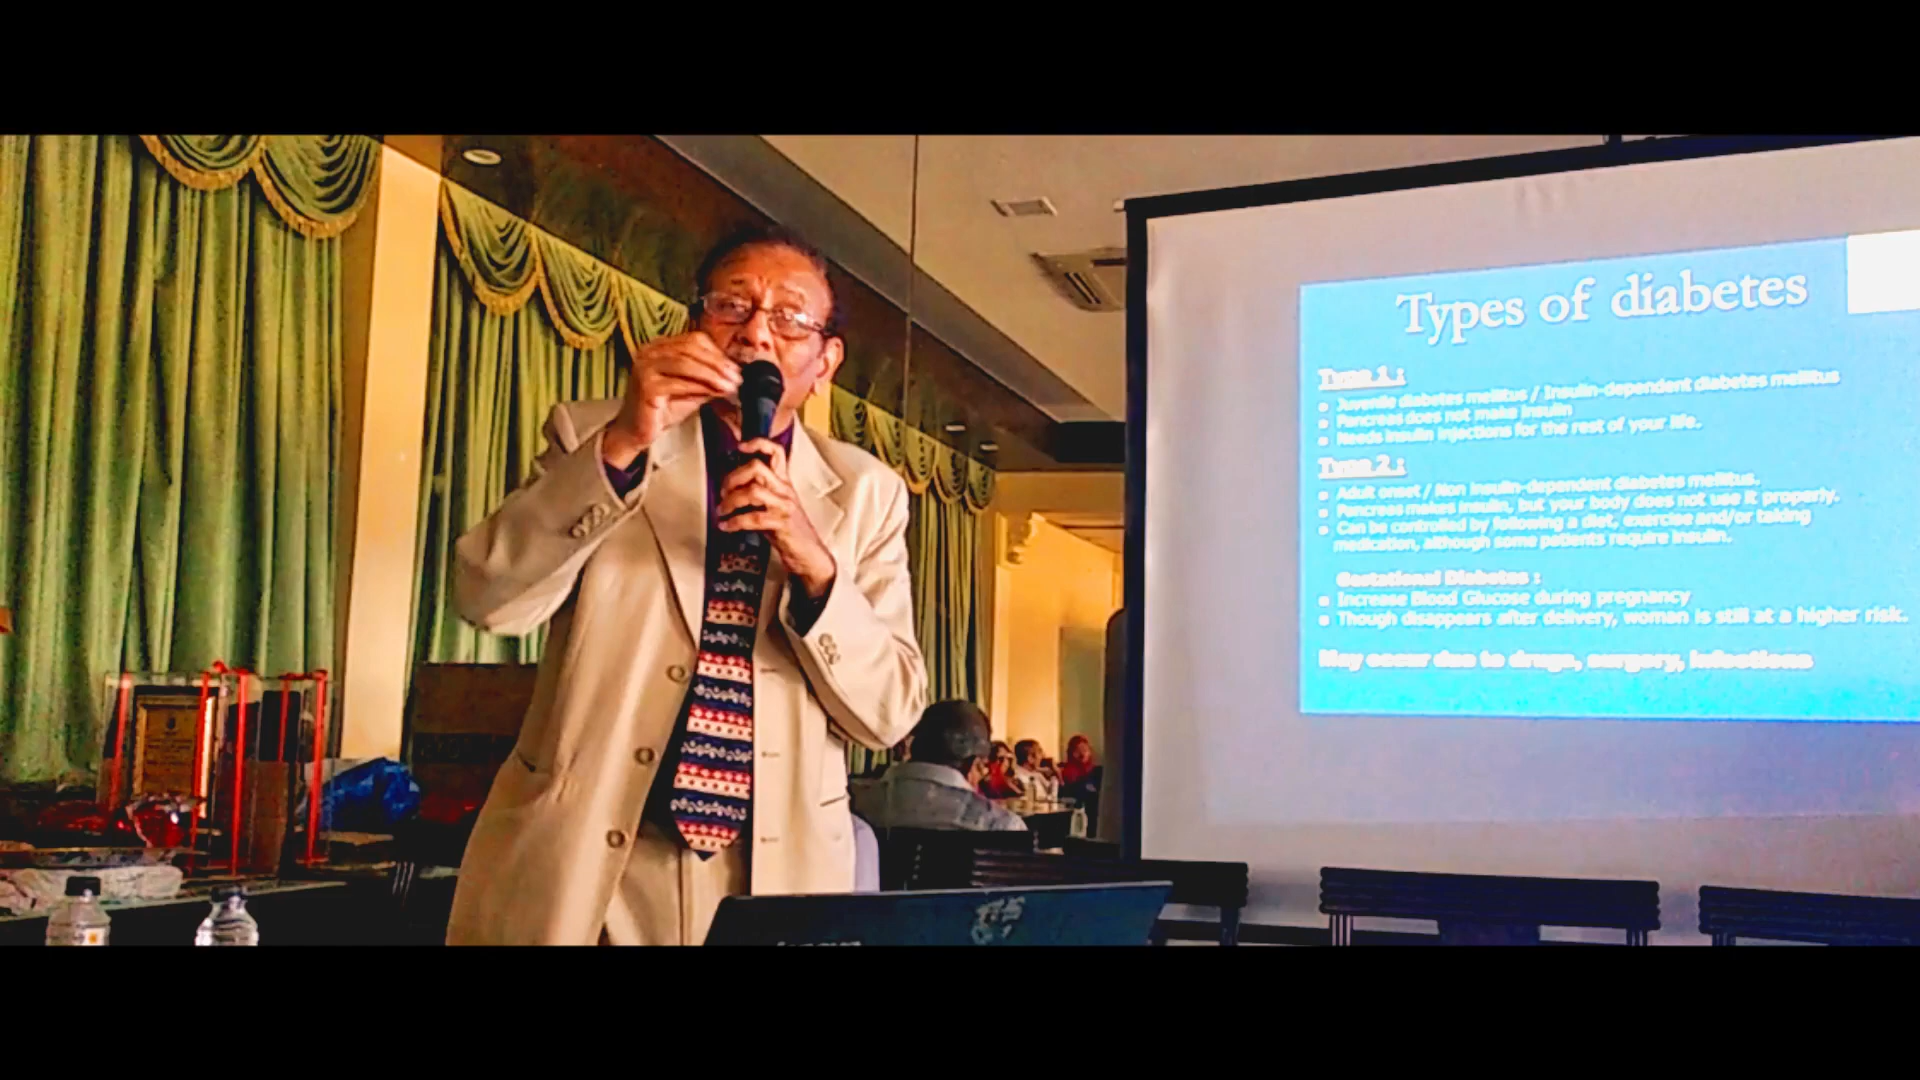 Types of diabetes
Type 1 :
Juvenile diabetes mellitus / Insulin-dependent diabetes mellitus
Pancreas does not make insulin
Needs insulin injections for the rest of your life.
Type 2 :
Adult onset / Non insulin-dependent diabetes mellitus.
Pancreas makes insulin, but your body does not use it properly.
Can be controlled by following a diet, exercise and/or taking
medication, although some patients require insulin.
Gestational Diabetes :
Increase Blood Glucose during pregnancy
Though disappears after delivery, woman is still at a higher risk.
May occur due to drugs, surgery, infections